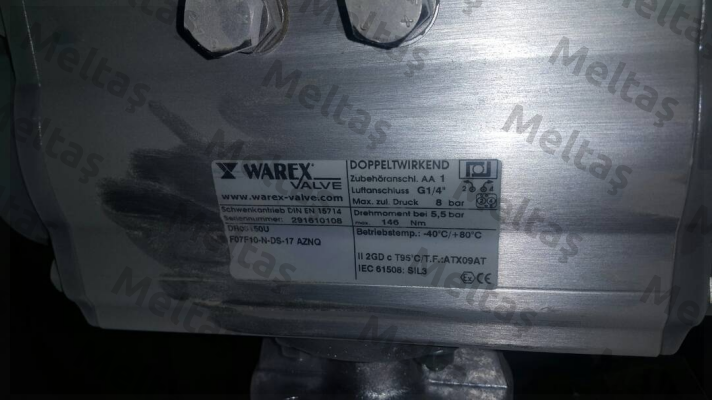 WAREX
VALVE
www.warex-valve.com
DOPPELTWIRKEND
Zubehöranschl. AA 1
Luftanschluss G1/4"
Max. zul. Druck 8 bar
Schwenkantrieb DIN EN 15714
Seriennummer: 291610108
Drehmoment bei 5,5 bar
max. 146 Nm
F07F10-N-DS-17 AZNQ
Betriebstemp.: -40°C/+80°C
II 2GD c T95°C/T.F.:ATX09AT
IEC 61508: SIL3
Meltaş
Meltaş
Meltaş
Meltaş
Meltaş
Meltaş
Meltaş
Meltaş
Meltaş